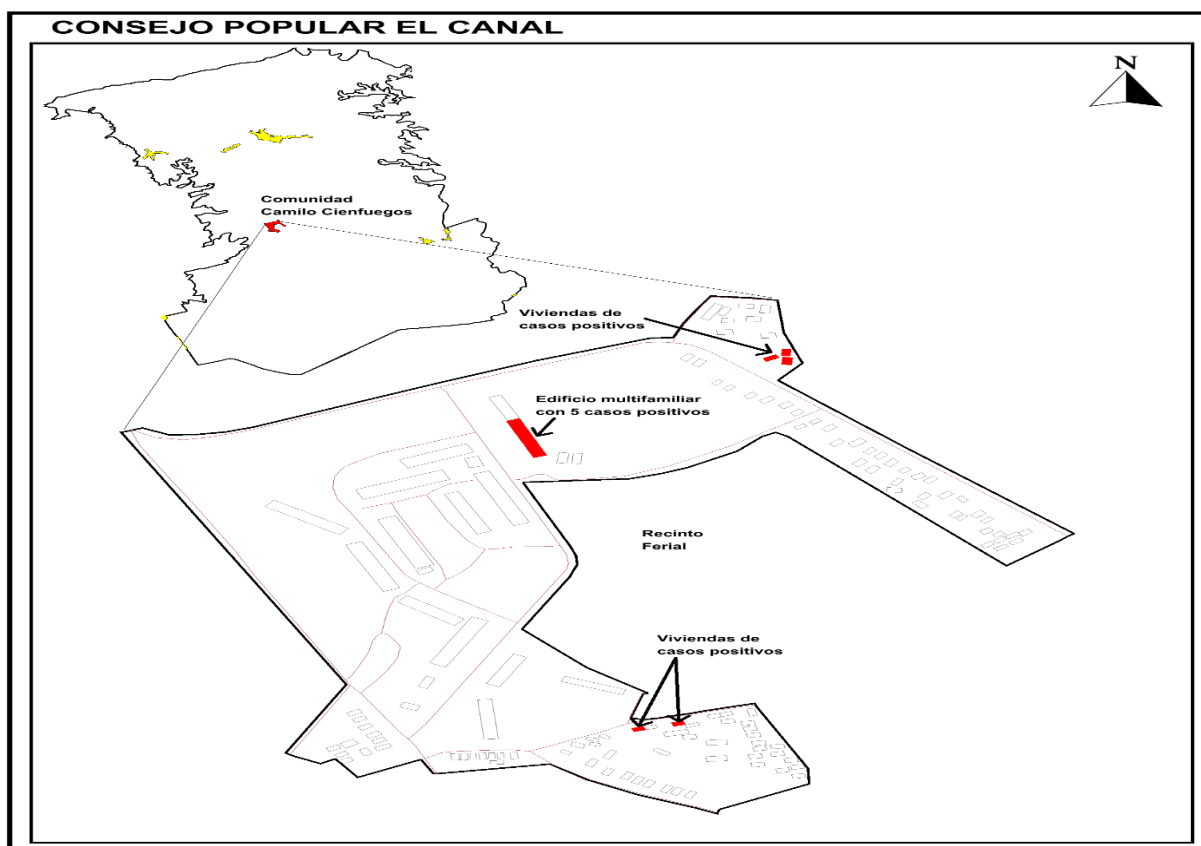 CONSEJO POPULAR EL CANAL
N
Comunidad
Camilo Cienfuegos
Viviendas de
casos positivos
Edificio multifamiliar
con 5 casos positivos
Recinto
Ferial
Viviendas de
casos positivos